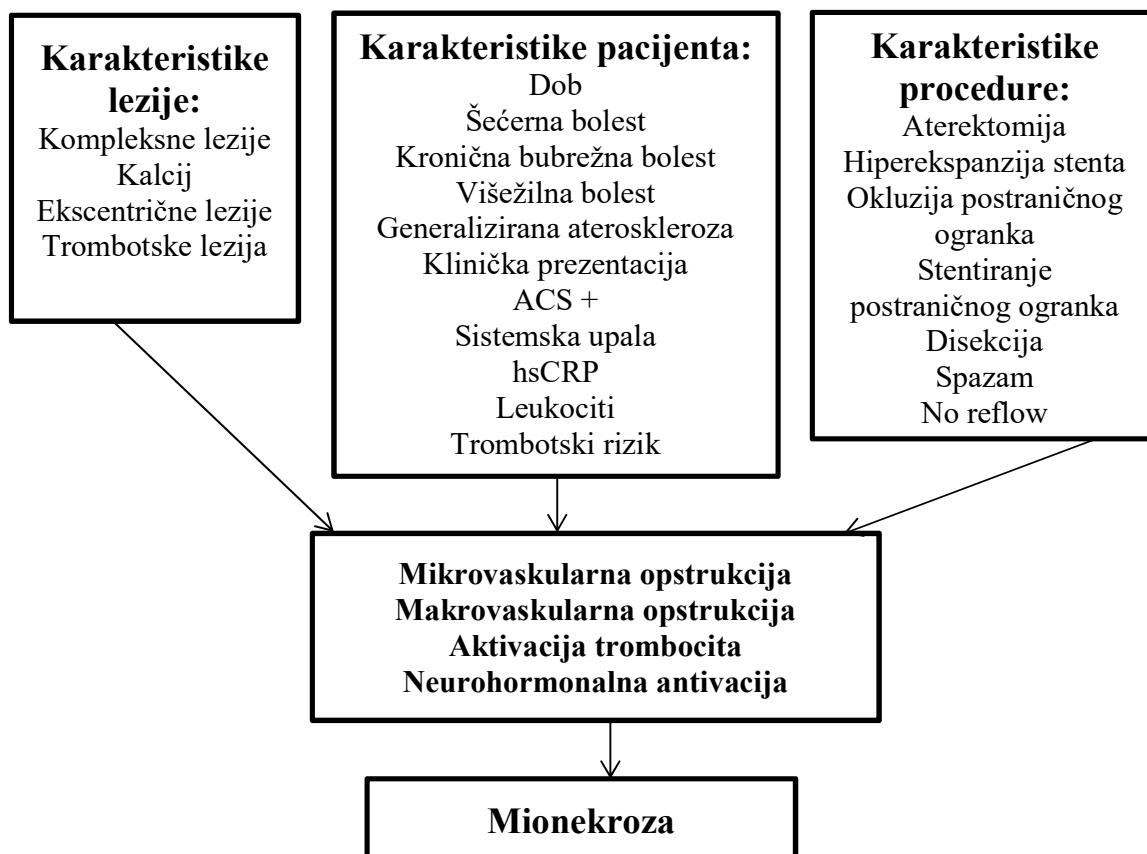 Karakteristike
lezije:
Kompleksne lezije
Kalcij
Ekscentrične lezije
Trombotske lezija
Karakteristike pacijenta:
Dob
Šećerna bolest
Kronična bubrežna bolest
Višežilna bolest
Generalizirana ateroskleroza
Klinička prezentacija
ACS +
Sistemska upala
hsCRP
Leukociti
Trombotski rizik
Karakteristike
procedure:
Aterektomija
Hiperekspanzija stenta
Okluzija postraničnog
ogranka
Stentiranje
postraničnog ogranka
Disekcija
Spazam
No reflow
Mikrovaskularna opstrukcija
Makrovaskularna opstrukcija
Aktivacija trombocita
Neurohormonalna antivacija
Mionekroza